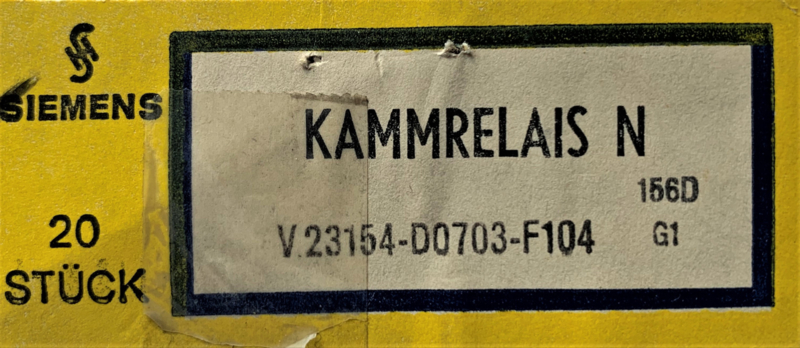 SIEMENS
20
STÜCK
KAMMRELAIS N
156D
V.23154-D0703-F104
G1